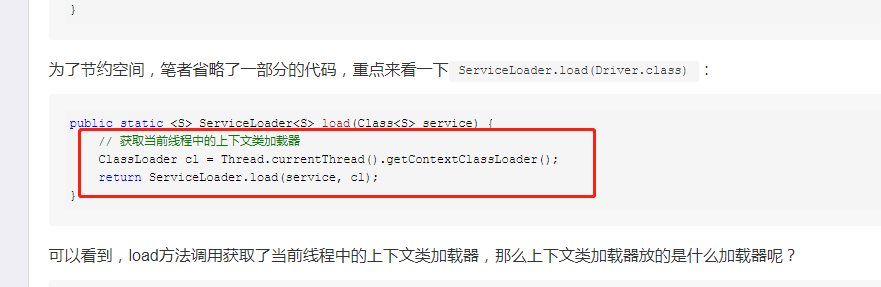 }
为了节约空间，笔者省略了一部分的代码，重点来看一下 ServiceLoader.load(Driver.class) ：
public static <S> ServiceLoader<S> load(Class<S> service) {
// 获取当前线程中的上下文类加载器
ClassLoader cl = Thread.currentThread().getContextClassLoader();
return ServiceLoader.load(service, cl);
}
可以看到，load方法调用获取了当前线程中的上下文类加载器，那么上下文类加载器放的是什么加载器呢？